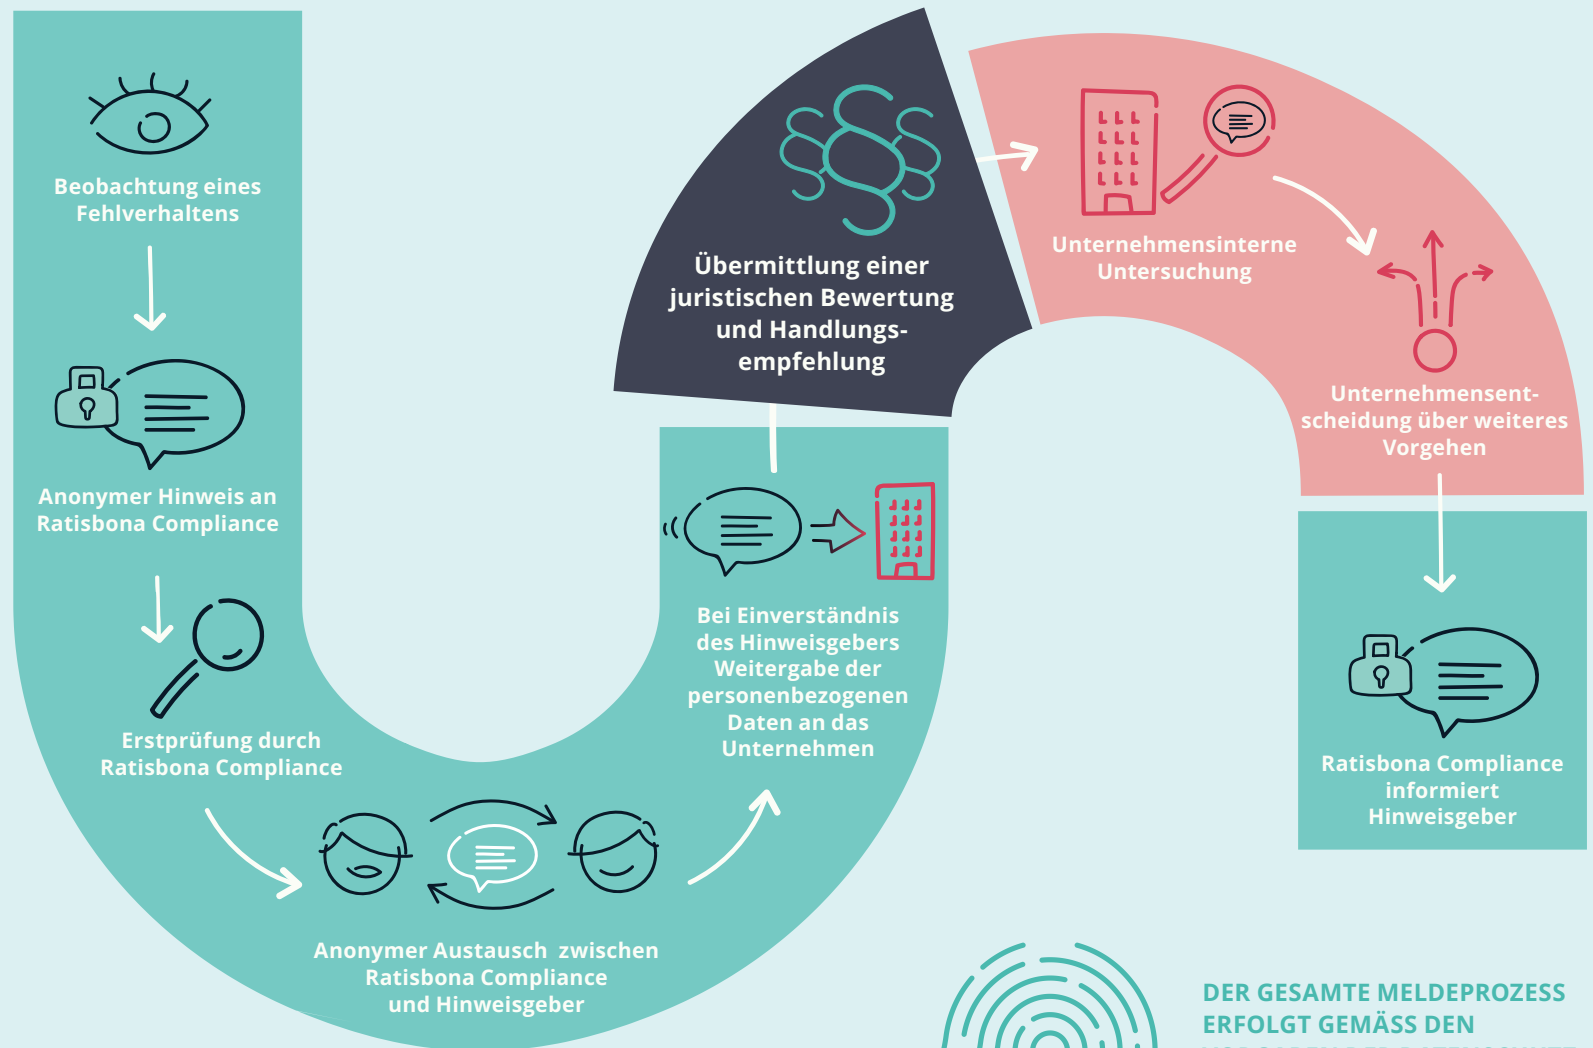 Beobachtung eines
Fehlverhaltens
Anonymer Hinweis an
Ratisbona Compliance
Erstprüfung durch
Ratisbona Compliance
Anonymer Austausch zwischen
Ratisbona Compliance
und Hinweisgeber
Bei Einverständnis
des Hinweisgebers
Weitergabe der
personenbezogenen
Daten an das
Unternehmen
Übermittlung einer
juristischen Bewertung
und Handlungs-
empfehlung
Unternehmensinterne
Untersuchung
Unternehmensent-
scheidung über weiteres
Vorgehen
Ratisbona Compliance
informiert
Hinweisgeber
DER GESAMTE MELDEPROZESS
ERFOLGT GEMÄSS DEN